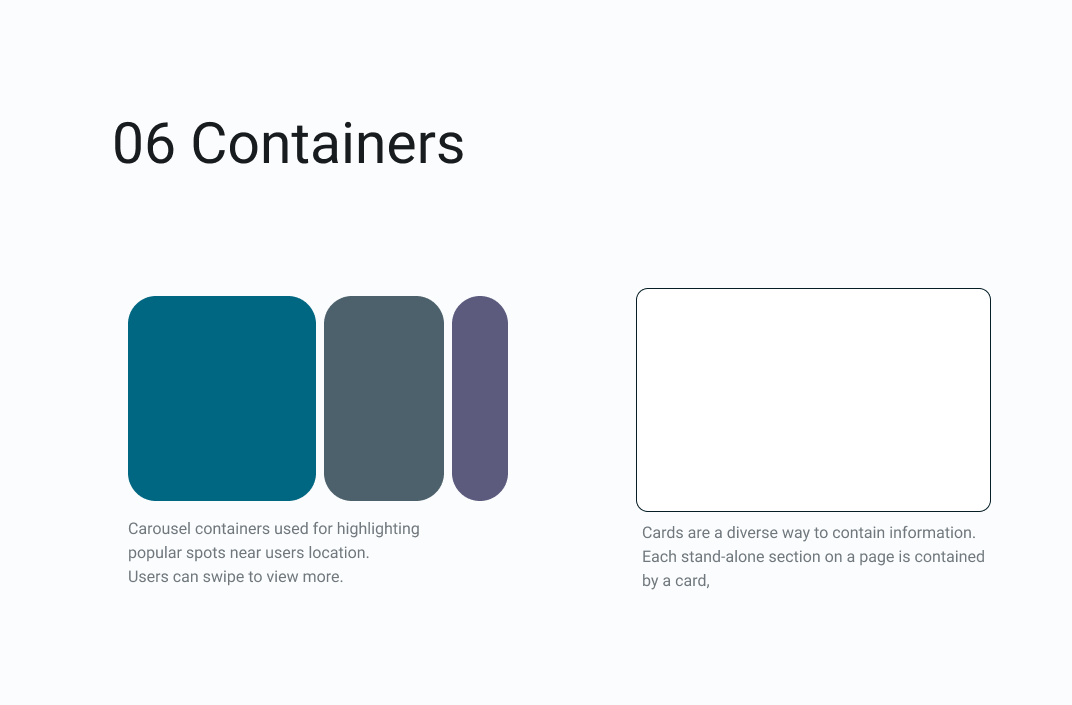 06 Containers
Carousel containers used for highlighting
popular spots near users location.
Users can swipe to view more.
Cards are a diverse way to contain information.
Each stand-alone section on a page is contained
by a card,